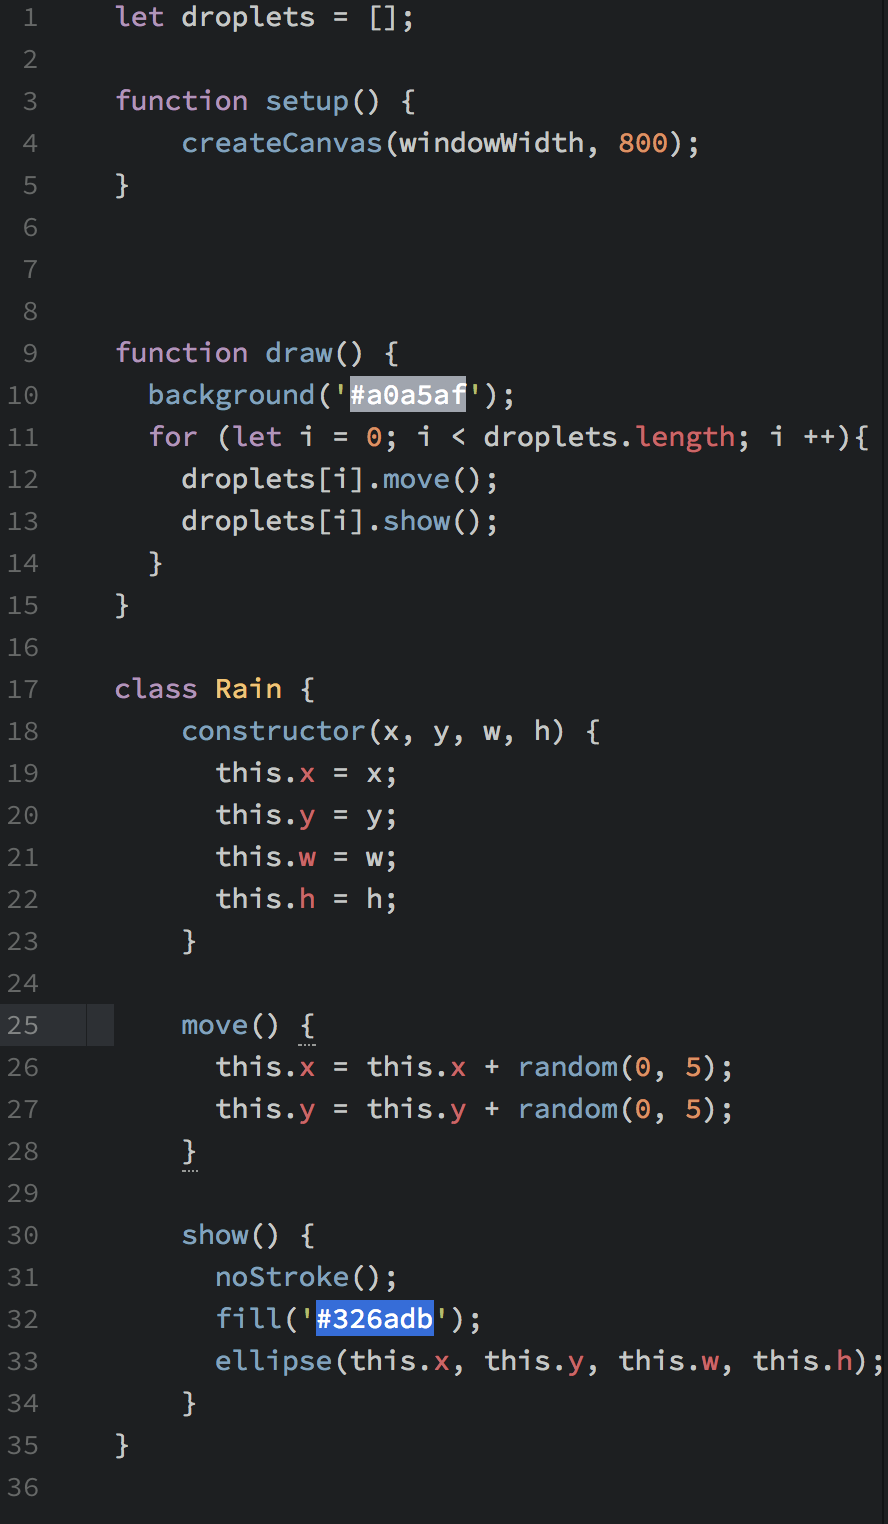 1 let droplets = [];
2
3 function setup() {
4     createCanvas(windowWidth, 800);
5 }
6
7
8
9 function draw() {
10   background('#a0a5af');
11   for (let i = 0; i < droplets.length; i ++){
12     droplets[i].move();
13     droplets[i].show();
14   }
15 }
16
17 class Rain {
18     constructor(x, y, w, h) {
19       this.x = x;
20       this.y = y;
21       this.w = w;
22       this.h = h;
23     }
24
25     move() {
26       this.x = this.x + random(0, 5);
27       this.y = this.y + random(0, 5);
28     }
29
30     show() {
31       noStroke();
32       fill('#326adb');
33       ellipse(this.x, this.y, this.w, this.h);
34     }
35 }
36